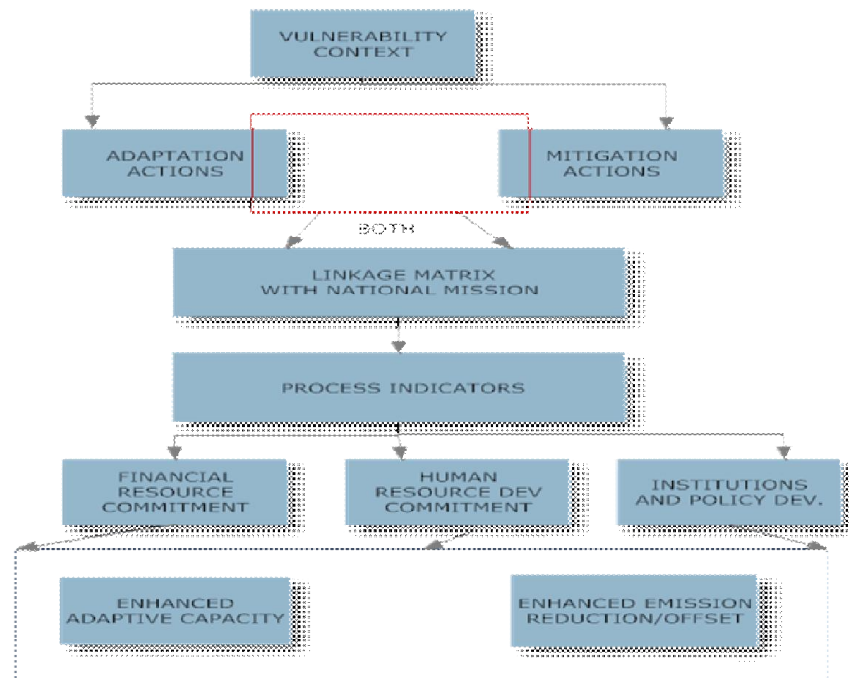 VULNERABILITY
CONTEXT
ADAPTATION
ACTIONS
MITIGATION
ACTIONS
BOTH
LINKAGE MATRIX
WITH NATIONAL MISSION
PROCESS INDICATORS
FINANCIAL
RESOURCE
COMMITMENT
HUMAN
RESOURCE DEV
COMMITMENT
INSTITUTIONS
AND POLICY DEV.
ENHANCED
ADAPTIVE CAPACITY
ENHANCED EMISSION
REDUCTION/OFFSET